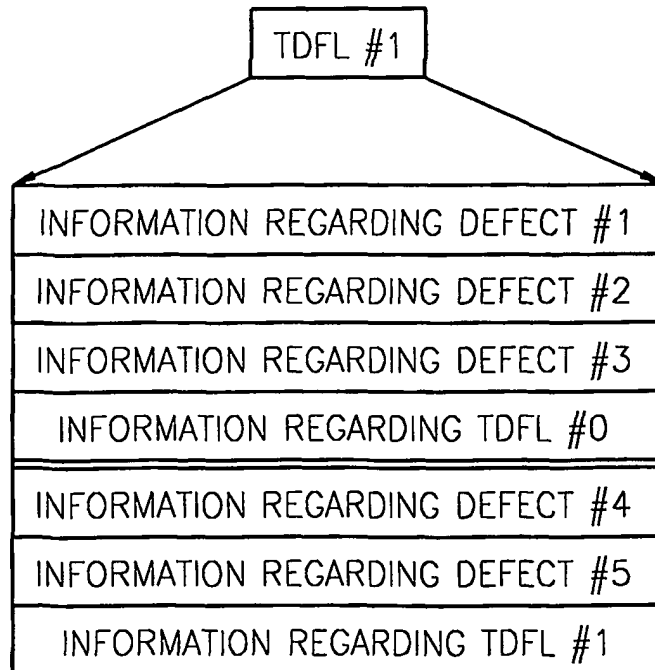 TDFL #1
INFORMATION REGARDING DEFECT #1
INFORMATION REGARDING DEFECT #2
INFORMATION REGARDING DEFECT #3
INFORMATION REGARDING TDFL #0
INFORMATION REGARDING DEFECT #4
INFORMATION REGARDING DEFECT #5
INFORMATION REGARDING TDFL #1